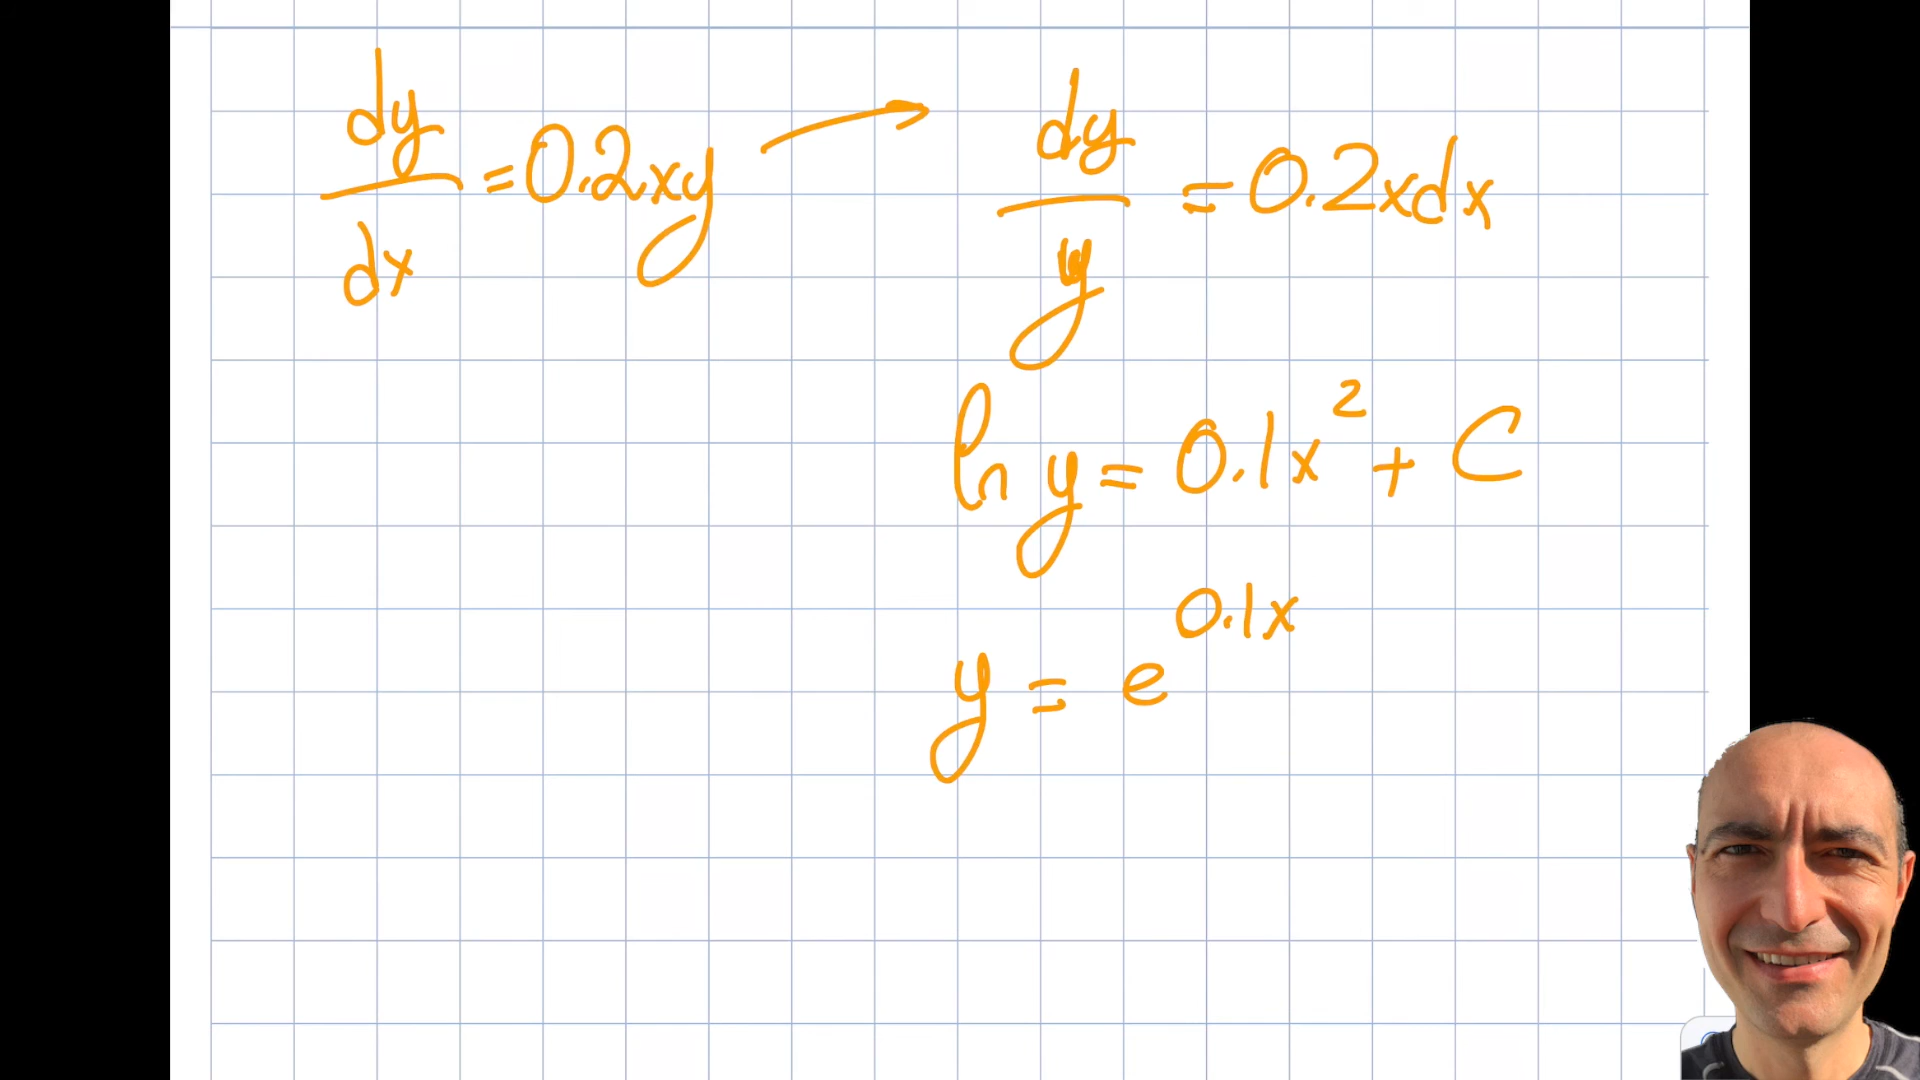 dy/dx = 0.2xy → dy/y = 0.2xdx
ln y = 0.1x² + C
y = e^0.1x